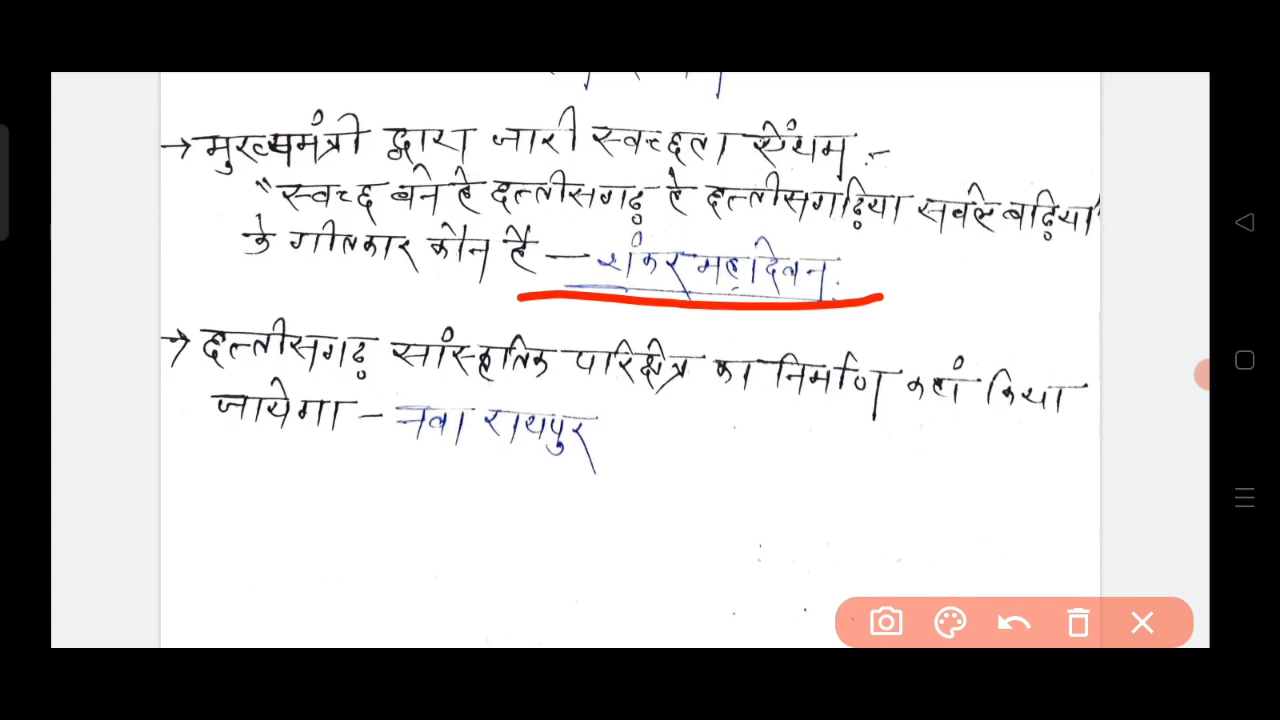 → मुख्यमंत्री द्वारा जारी स्वच्छता एंथम :-
"स्वच्छ बने हे छत्तीसगढ़ हे छत्तीसगढ़िया सबले बढ़िया"
के गीतकार कौन है – शंकर महादेवन
→ छत्तीसगढ़ सांस्कृतिक परिक्षेत्र का निर्माण कहां किया
जायेगा – नवा रायपुर